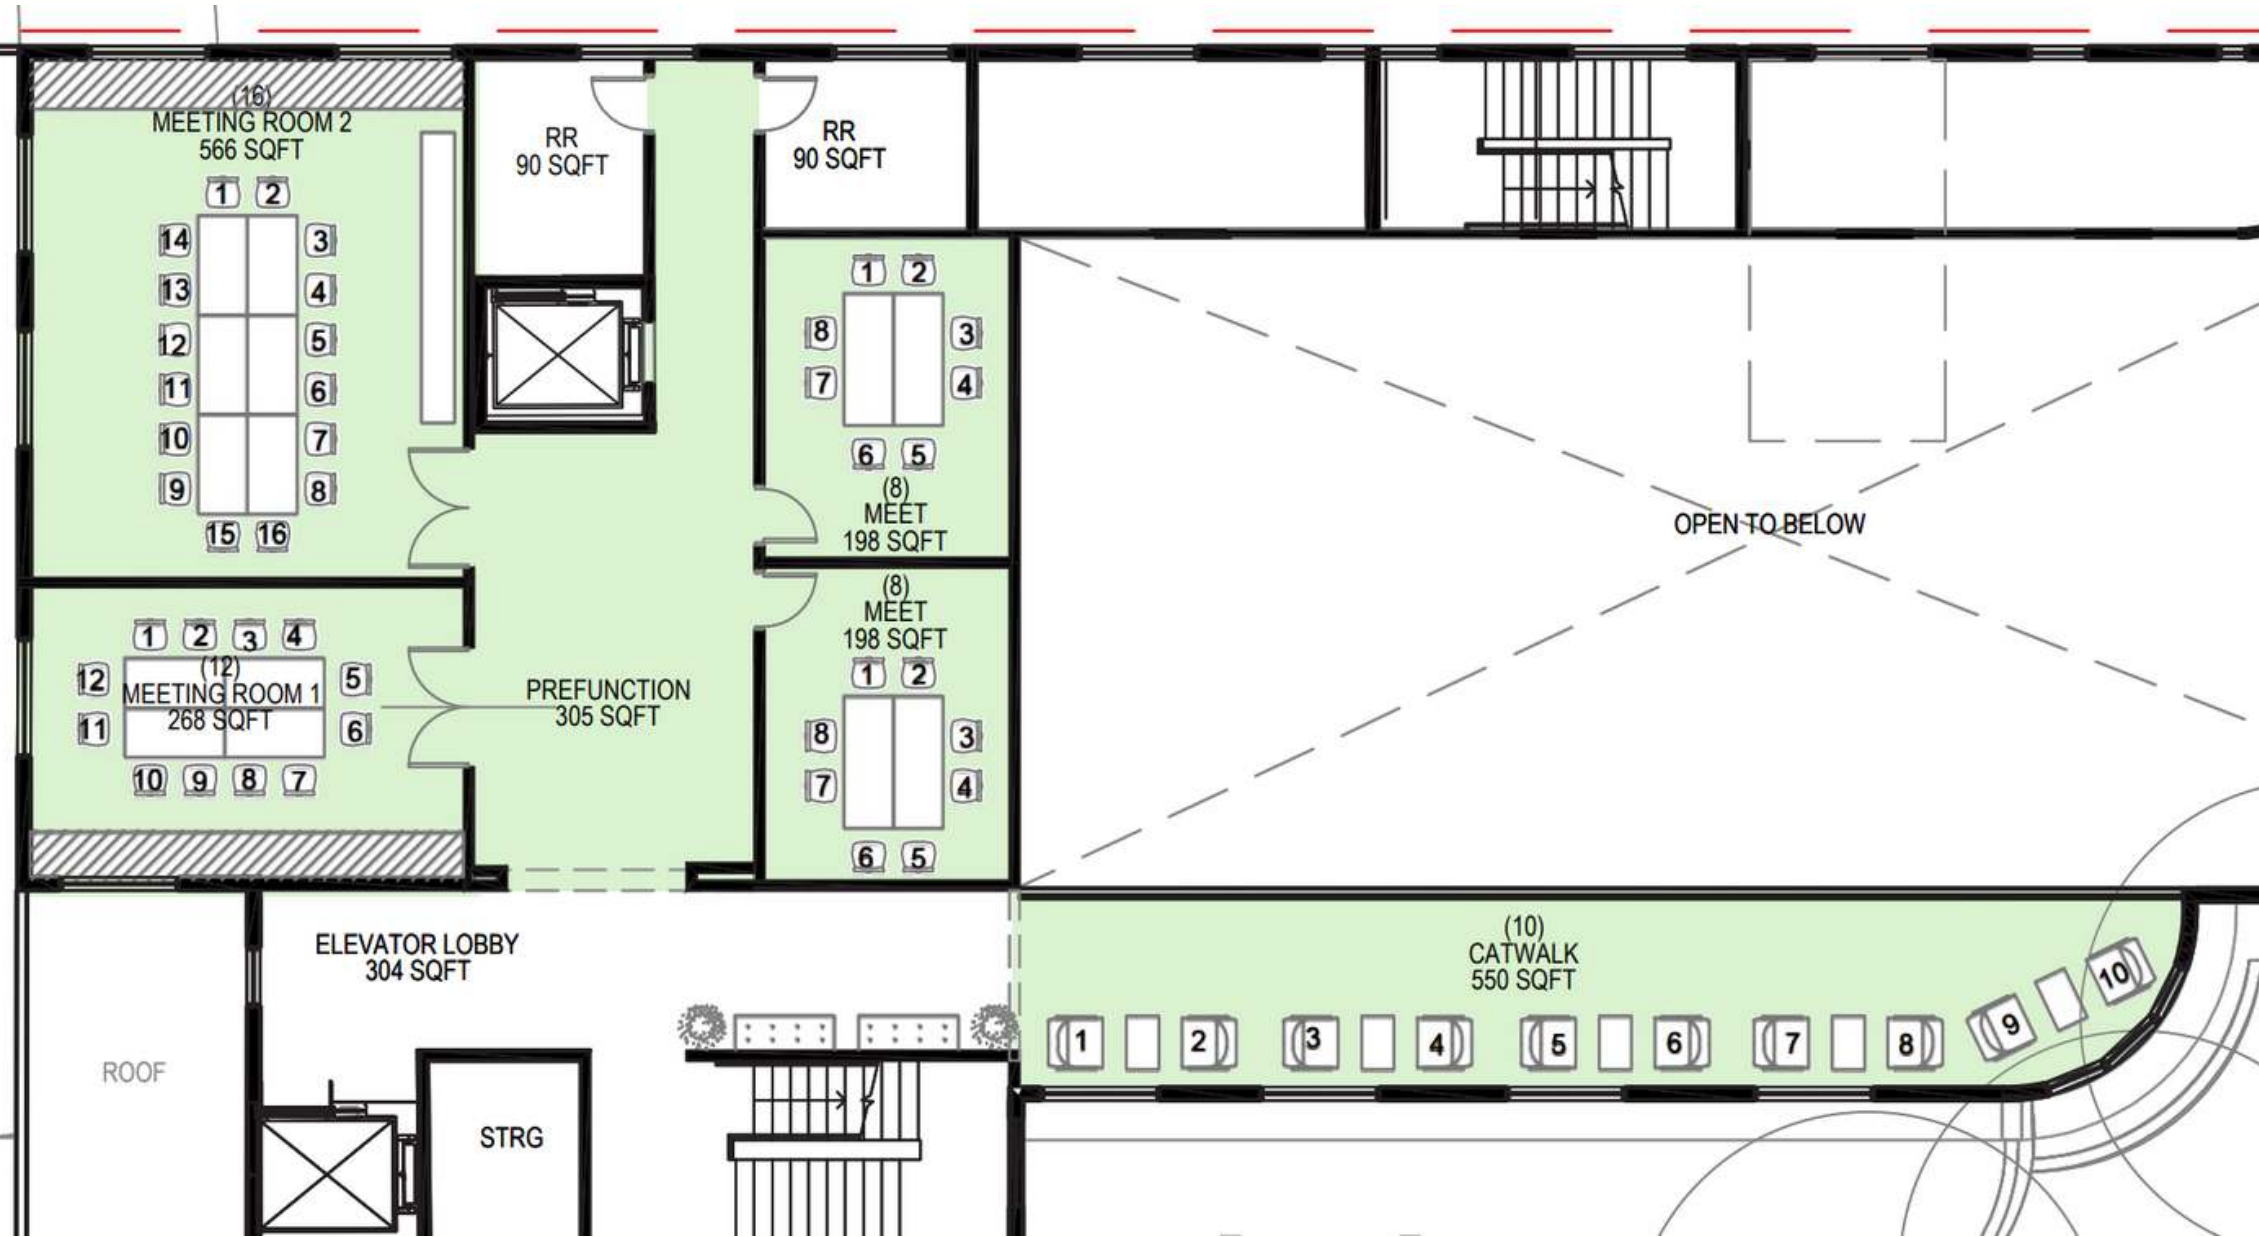 (16)
MEETING ROOM 2
566 SQFT
1 2
14 3
13 4
12 5
11 6
10 7
9 8
15 16
RR
90 SQFT
RR
90 SQFT
1 2
8 3
7 4
6 5
(8)
MEET
198 SQFT
(8)
MEET
198 SQFT
1 2
8 3
7 4
6 5
OPEN TO BELOW
1 2 3 4
12 5
(12)
MEETING ROOM 1
268 SQFT
11 6
10 9 8 7
PREFUNCTION
305 SQFT
ELEVATOR LOBBY
304 SQFT
(10)
CATWALK
550 SQFT
1 2 3 4 5 6 7 8 9 10
ROOF
STRG